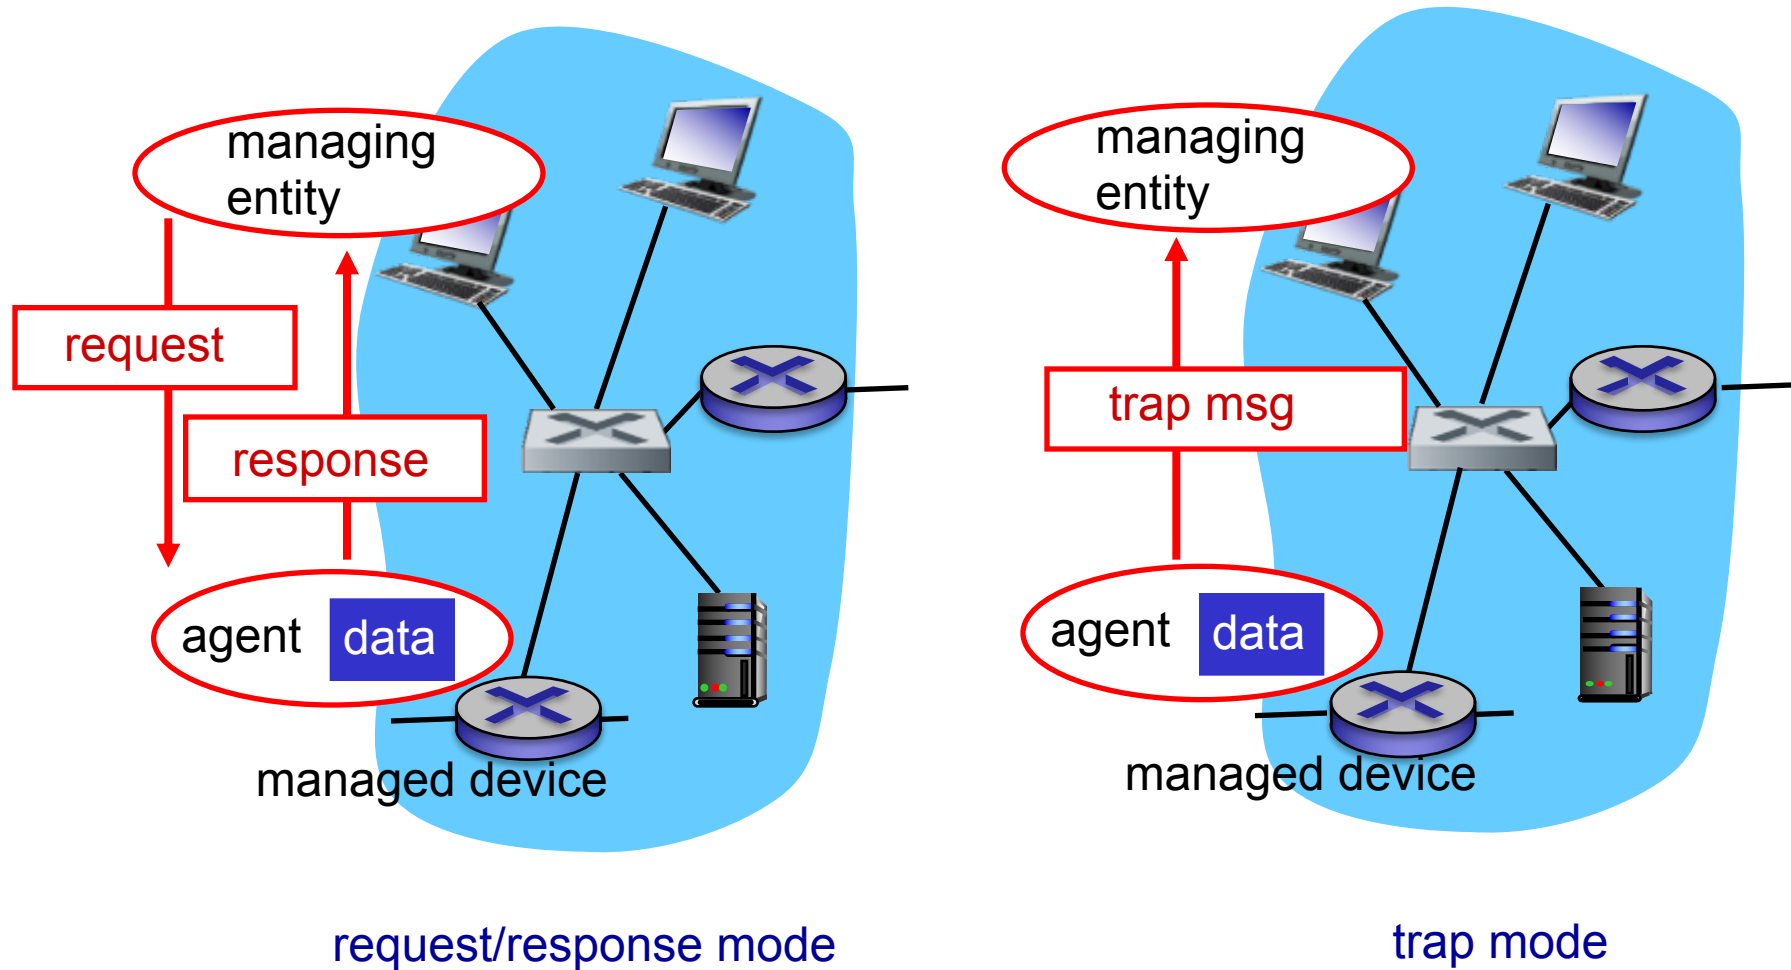 managing
entity
request
response
agent
data
managed device
request/response mode
managing
entity
trap msg
agent
data
managed device
trap mode